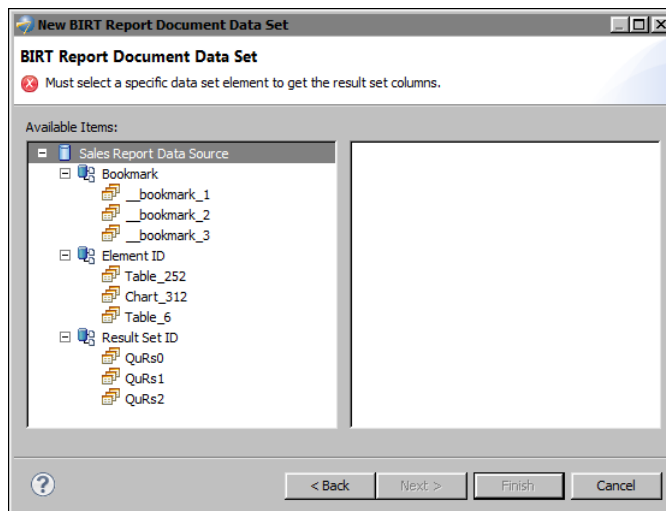 New BIRT Report Document Data Set
BIRT Report Document Data Set
Must select a specific data set element to get the result set columns.
Available Items:
Sales Report Data Source
Bookmark
__bookmark_1
__bookmark_2
__bookmark_3
Element ID
Table_252
Chart_312
Table_6
Result Set ID
QuRs0
QuRs1
QuRs2
? < Back Next > Finish Cancel